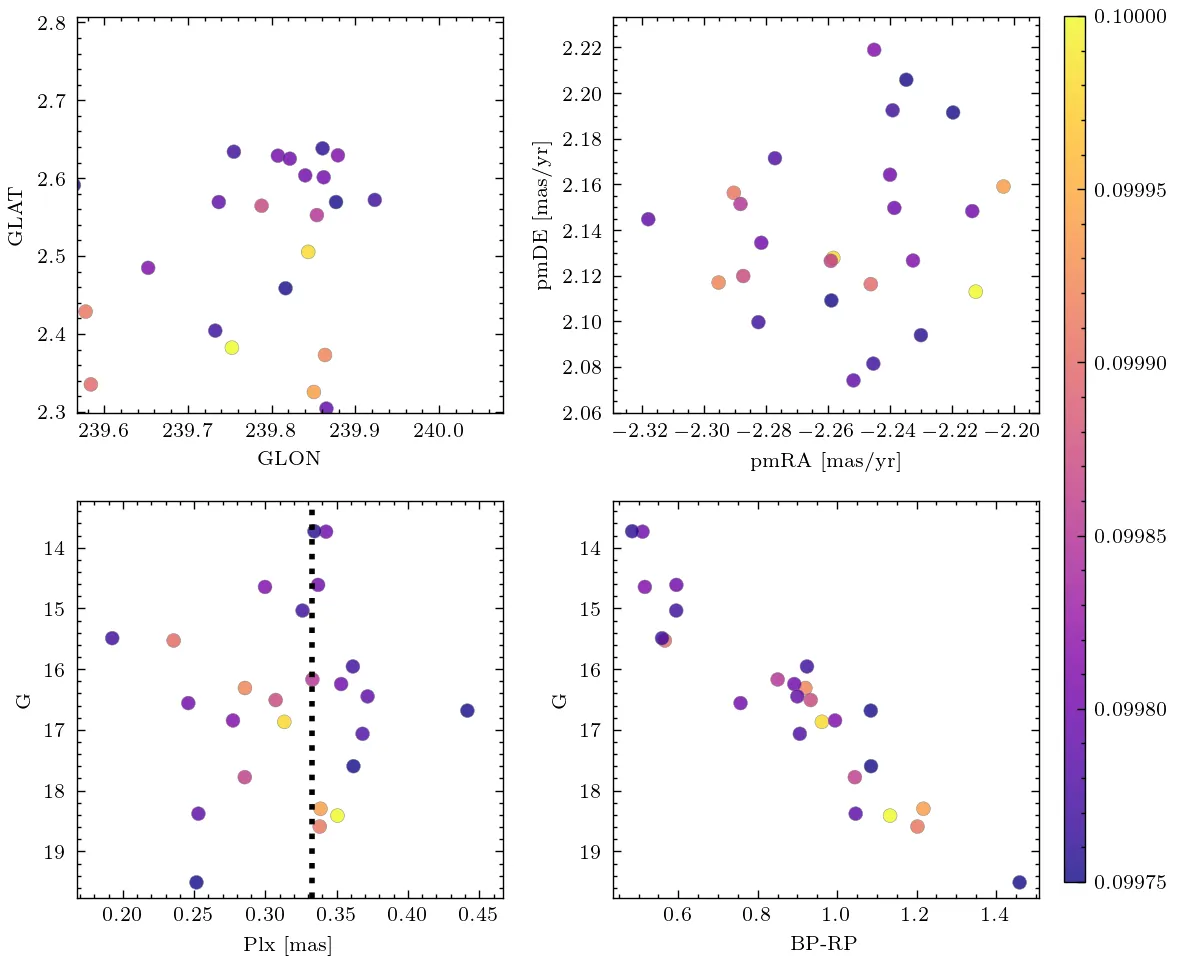 2.8
2.7
2.6
2.5
2.4
2.3
GLAT
239.6 239.7 239.8 239.9 240.0
GLON
2.22
2.20
2.18
2.16
2.14
2.12
2.10
2.08
2.06
pmDE [mas/yr]
−2.32 −2.30 −2.28 −2.26 −2.24 −2.22 −2.20
pmRA [mas/yr]
14
15
16
17
18
19
G
0.20 0.25 0.30 0.35 0.40 0.45
Plx [mas]
14
15
16
17
18
19
G
0.6 0.8 1.0 1.2 1.4
BP-RP
0.10000
0.09995
0.09990
0.09985
0.09980
0.09975